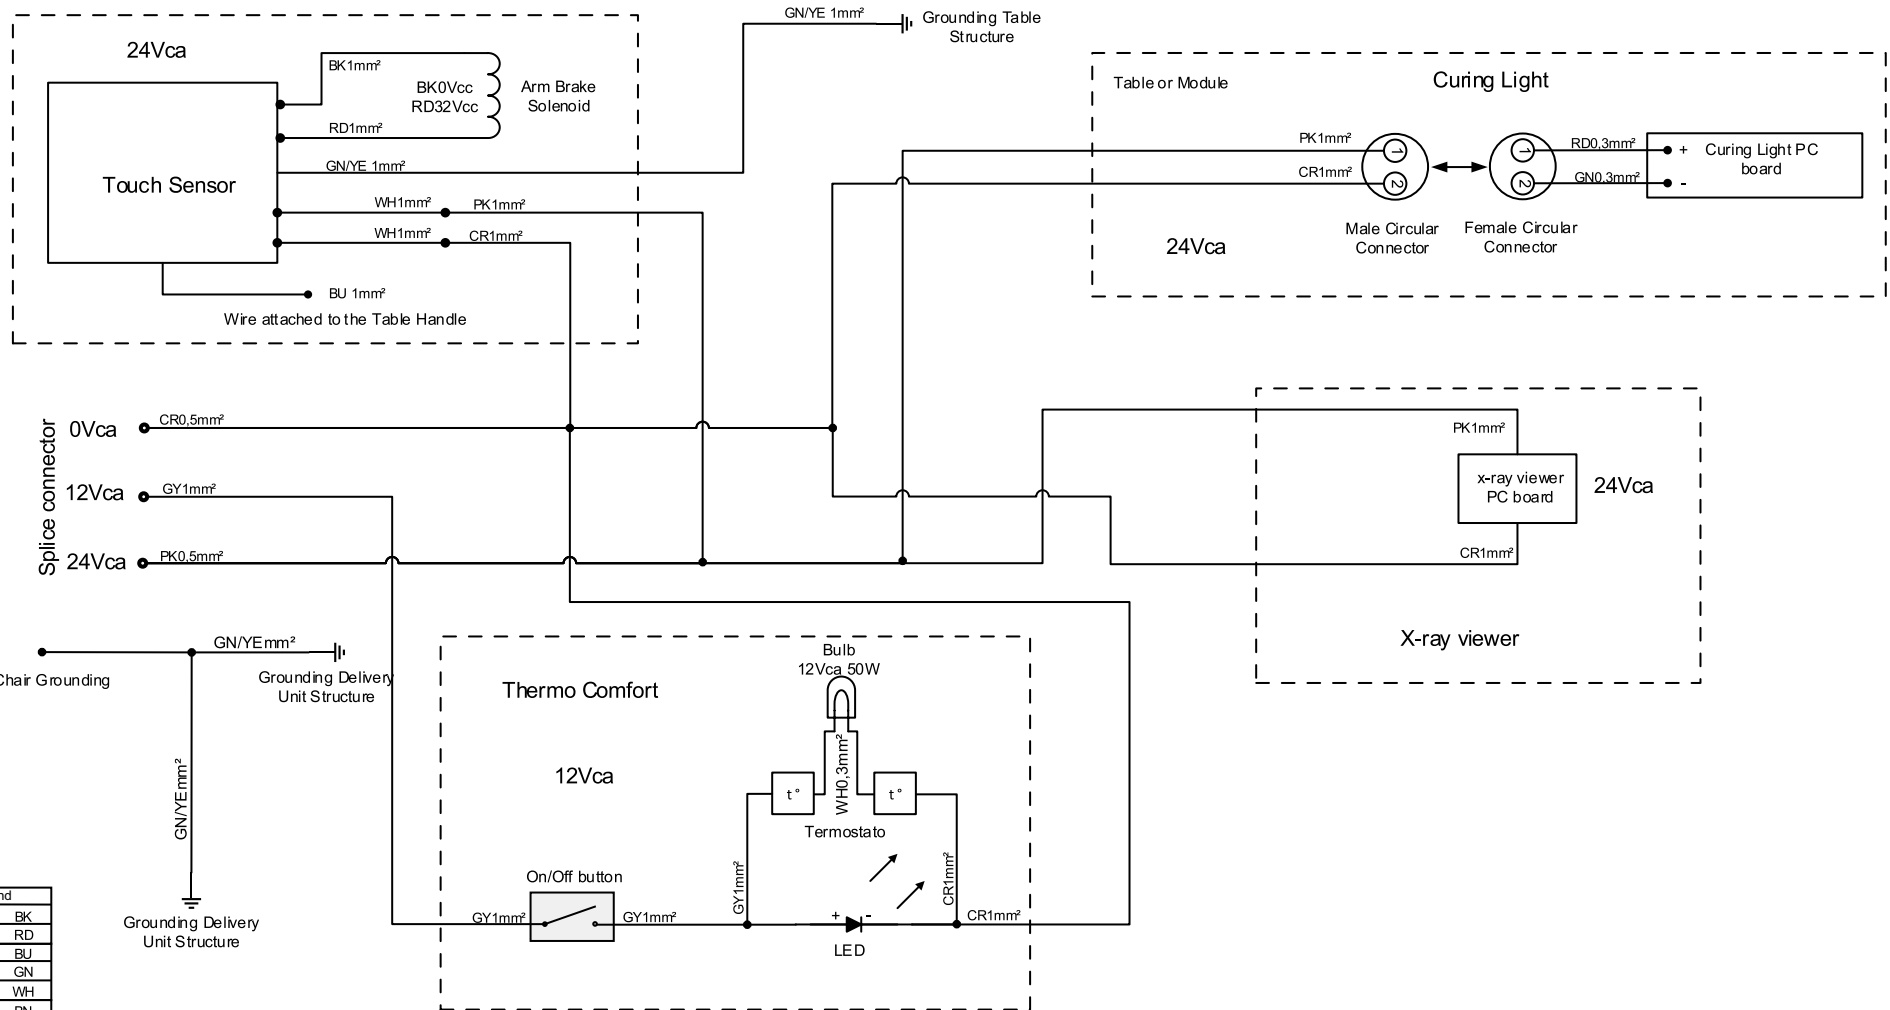 24Vca
BK1mm²
BK0Vcc
RD32Vcc
Arm Brake
Solenoid
RD1mm²
GN/YE 1mm²
Touch Sensor
WH1mm²
PK1mm²
WH1mm²
CR1mm²
BU 1mm²
Wire attached to the Table Handle
GN/YE 1mm²
Grounding Table
Structure
Table or Module
Curing Light
PK1mm²
CR1mm²
1
2
1
2
RD0,3mm²
GN0,3mm²
+
-
Curing Light PC
board
Male Circular
Connector
Female Circular
Connector
24Vca
Splice connector
0Vca
CR0,5mm²
12Vca
GY1mm²
24Vca
PK0,5mm²
PK1mm²
x-ray viewer
PC board
24Vca
CR1mm²
X-ray viewer
GN/YEmm²
Chair Grounding
Grounding Delivery
Unit Structure
GN/YEmm²
Grounding Delivery
Unit Structure
Thermo Comfort
Bulb
12Vca 50W
12Vca
WH0,3mm²
t°
t°
Termostato
On/Off button
GY1mm²
GY1mm²
GY1mm²
CR1mm²
+
-
CR1mm²
LED
BK
RD
BU
GN
WH